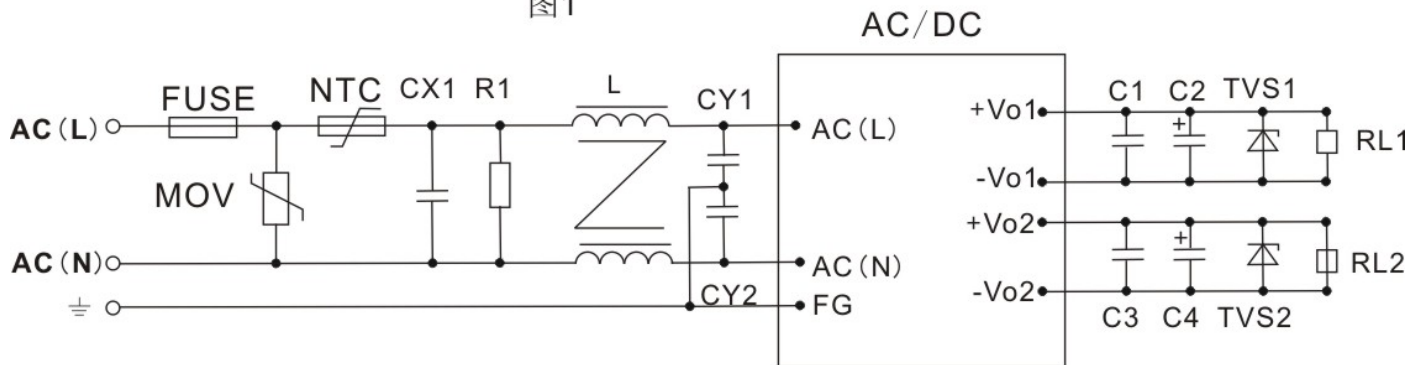 图1
AC/DC
FUSE
NTC
CX1
R1
L
CY1
C1
C2
TVS1
+Vo1
AC(L)
AC(L)
+
RL1
MOV
-Vo1
+Vo2
+
AC(N)
AC(N)
RL2
CY2
-Vo2
FG
C3
C4
TVS2